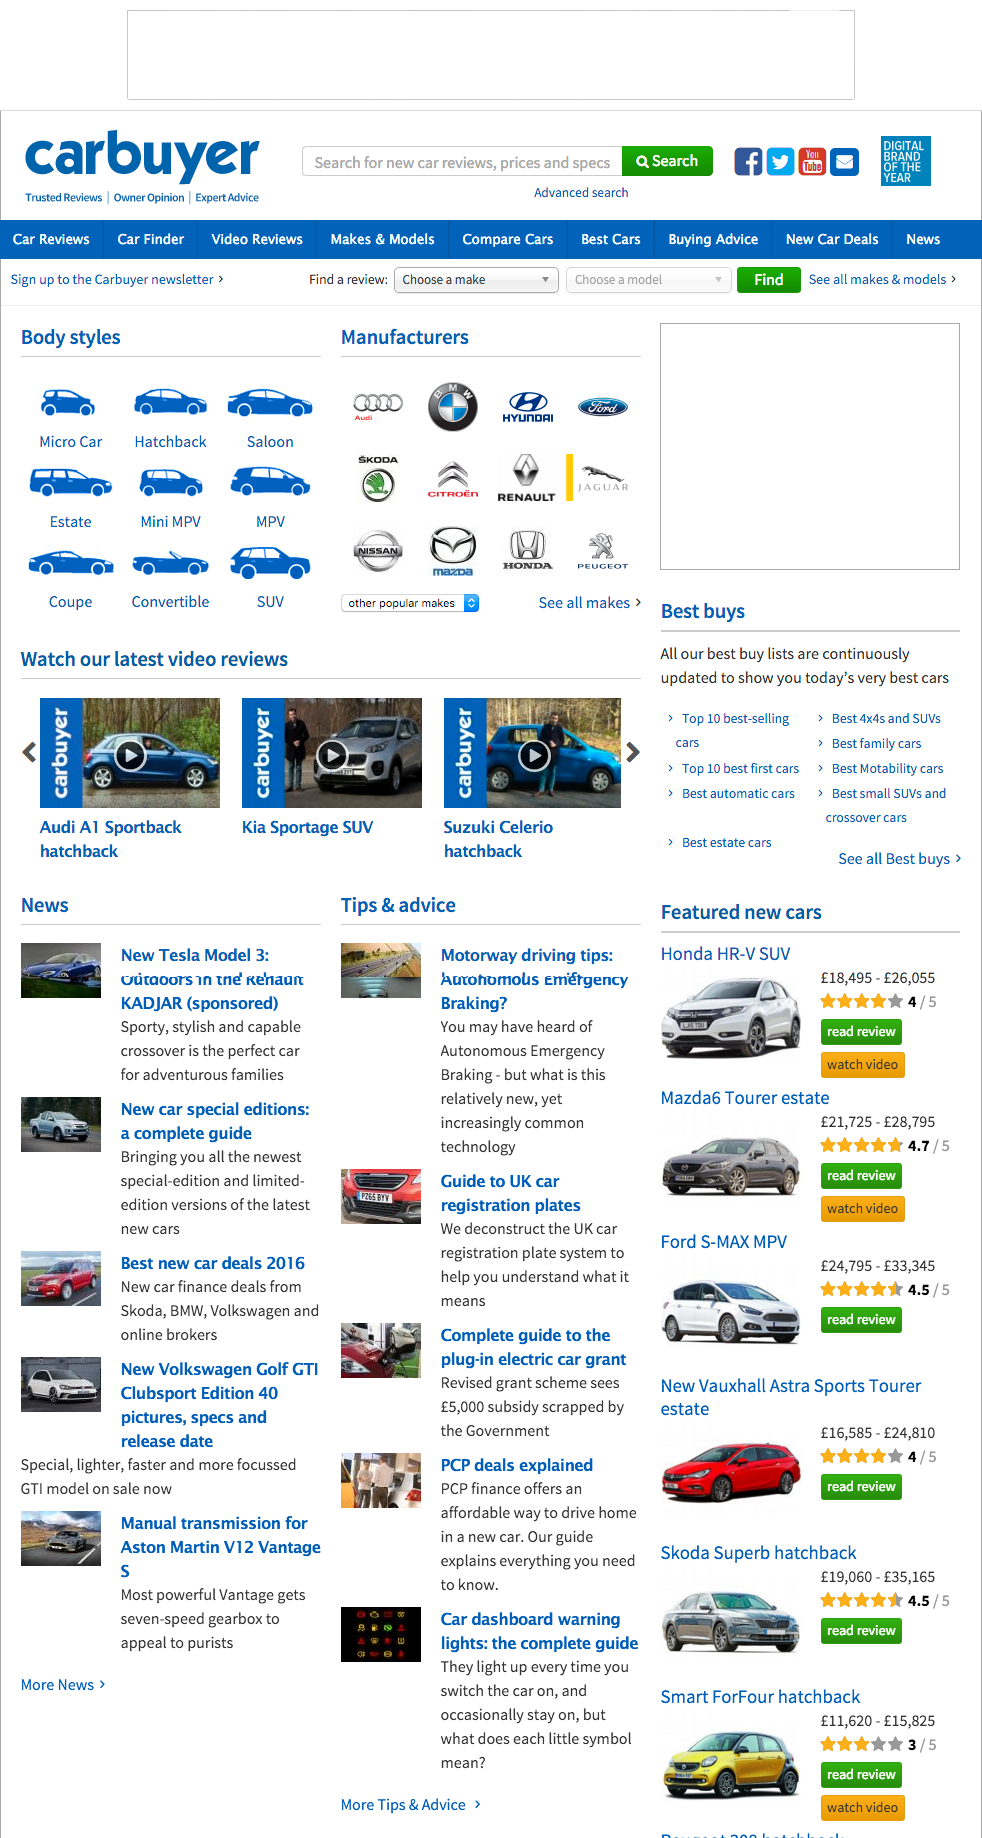 carbuyer
Trusted Reviews | Owner Opinion | Expert Advice
Search for new car reviews, prices and specs
Search
Advanced search
You
Tube
DIGITAL
BRAND
OF THE
YEAR
Car Reviews
Car Finder
Video Reviews
Makes & Models
Compare Cars
Best Cars
Buying Advice
New Car Deals
News
Sign up to the Carbuyer newsletter
Find a review:
Choose a make
Choose a model
Find
See all makes & models
Body styles
Micro Car
Hatchback
Saloon
Estate
Mini MPV
MPV
Coupe
Convertible
SUV
Manufacturers
Audi
BMW
HYUNDAI
Ford
ŠKODA
CITROËN
RENAULT
JAGUAR
NISSAN
mazda
HONDA
PEUGEOT
other popular makes
See all makes
Watch our latest video reviews
carbuyer
Audi A1 Sportback
hatchback
carbuyer
Kia Sportage SUV
carbuyer
Suzuki Celerio
hatchback
Best buys
All our best buy lists are continuously
updated to show you today's very best cars
Top 10 best-selling
cars
Top 10 best first cars
Best automatic cars
Best estate cars
Best 4x4s and SUVs
Best family cars
Best Motability cars
Best small SUVs and
crossover cars
See all Best buys
News
New Tesla Model 3:
Outdoors in the Renault
KADJAR (sponsored)
Sporty, stylish and capable
crossover is the perfect car
for adventurous families
New car special editions:
a complete guide
Bringing you all the newest
special-edition and limited-
edition versions of the latest
new cars
Best new car deals 2016
New car finance deals from
Skoda, BMW, Volkswagen and
online brokers
New Volkswagen Golf GTI
Clubsport Edition 40
pictures, specs and
release date
Special, lighter, faster and more focussed
GTI model on sale now
Manual transmission for
Aston Martin V12 Vantage
S
Most powerful Vantage gets
seven-speed gearbox to
appeal to purists
More News
Tips & advice
Motorway driving tips:
Autonomous Emergency
Braking?
You may have heard of
Autonomous Emergency
Braking - but what is this
relatively new, yet
increasingly common
technology
PZ65 BYV
Guide to UK car
registration plates
We deconstruct the UK car
registration plate system to
help you understand what it
means
Complete guide to the
plug-in electric car grant
Revised grant scheme sees
£5,000 subsidy scrapped by
the Government
PCP deals explained
PCP finance offers an
affordable way to drive home
in a new car. Our guide
explains everything you need
to know.
Car dashboard warning
lights: the complete guide
They light up every time you
switch the car on, and
occasionally stay on, but
what does each little symbol
mean?
More Tips & Advice
Featured new cars
Honda HR-V SUV
£18,495 - £26,055
4 / 5
read review
watch video
Mazda6 Tourer estate
£21,725 - £28,795
4.7 / 5
read review
watch video
Ford S-MAX MPV
£24,795 - £33,345
4.5 / 5
read review
New Vauxhall Astra Sports Tourer
estate
£16,585 - £24,810
4 / 5
read review
Skoda Superb hatchback
£19,060 - £35,165
4.5 / 5
read review
Smart ForFour hatchback
£11,620 - £15,825
3 / 5
read review
watch video